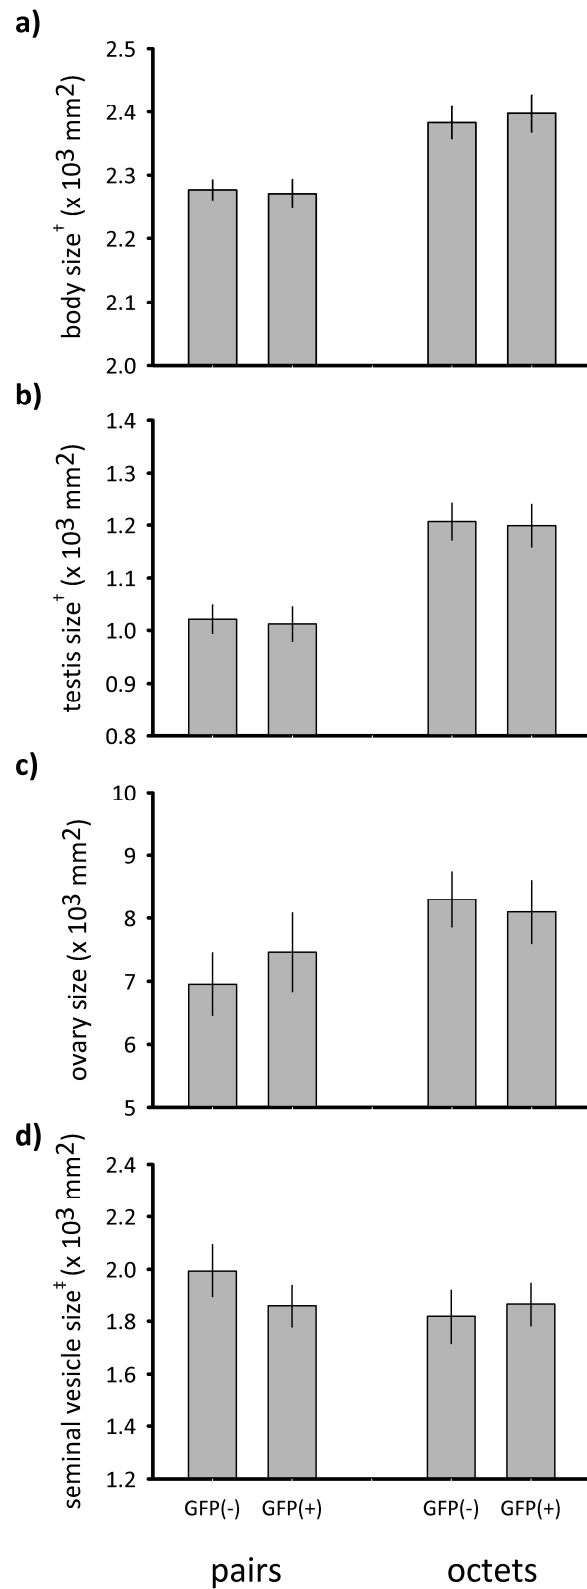 a)
body size† (x 10³ mm²)
2.5
2.4
2.3
2.2
2.1
2.0
b)
testis size† (x 10³ mm²)
1.4
1.3
1.2
1.1
1.0
0.9
0.8
c)
ovary size (x 10³ mm²)
10
9
8
7
6
5
d)
seminal vesicle size‡ (x 10³ mm²)
2.4
2.2
2.0
1.8
1.6
1.4
1.2
GFP(-) GFP(+) GFP(-) GFP(+)
pairs octets